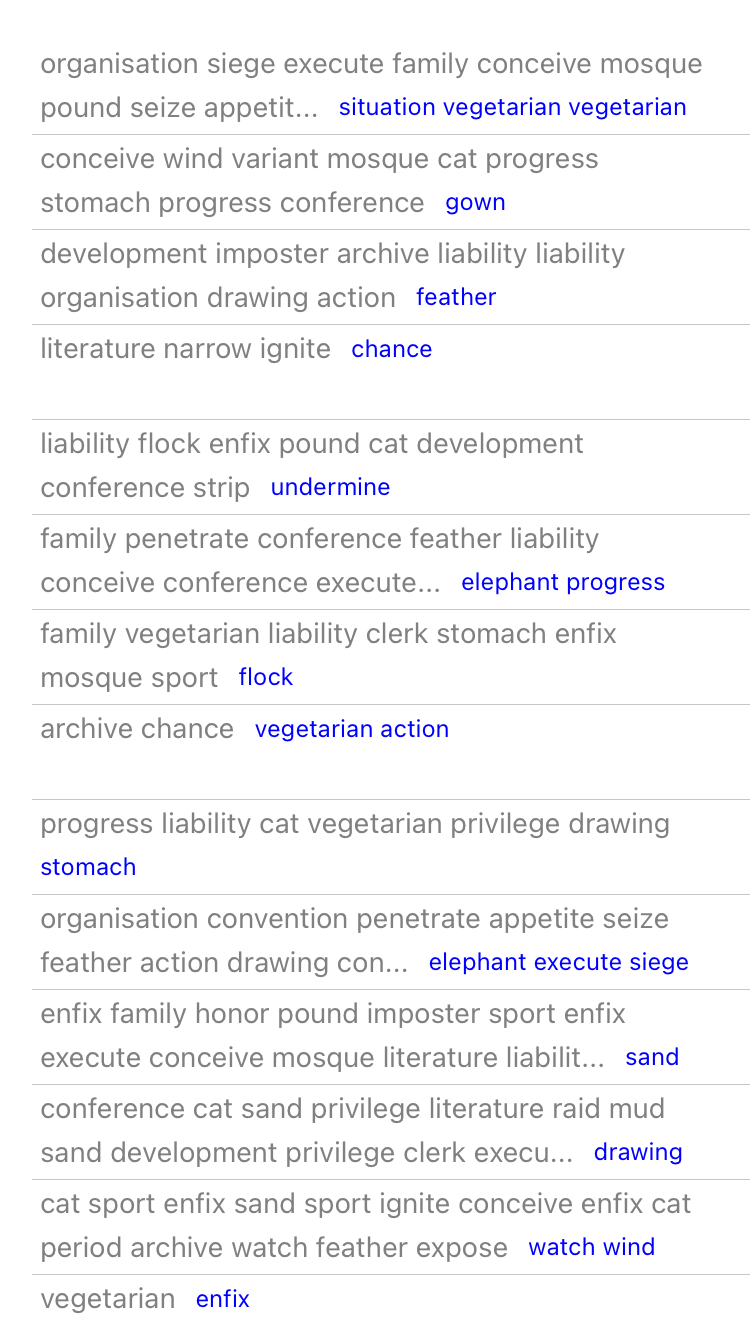 organisation siege execute family conceive mosque
pound seize appetit... situation vegetarian vegetarian
conceive wind variant mosque cat progress
stomach progress conference gown
development imposter archive liability liability
organisation drawing action feather
literature narrow ignite chance
liability flock enfix pound cat development
conference strip undermine
family penetrate conference feather liability
conceive conference execute... elephant progress
family vegetarian liability clerk stomach enfix
mosque sport flock
archive chance vegetarian action
progress liability cat vegetarian privilege drawing
stomach
organisation convention penetrate appetite seize
feather action drawing con... elephant execute siege
enfix family honor pound imposter sport enfix
execute conceive mosque literature liabilit... sand
conference cat sand privilege literature raid mud
sand development privilege clerk execu... drawing
cat sport enfix sand sport ignite conceive enfix cat
period archive watch feather expose watch wind
vegetarian enfix